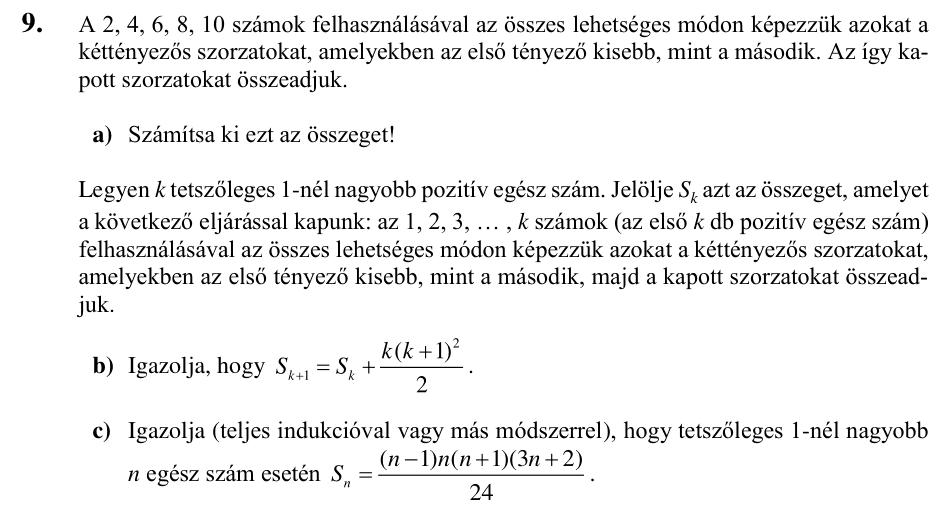 9. A 2, 4, 6, 8, 10 számok felhasználásával az összes lehetséges módon képezzük azokat a
kéttényezős szorzatokat, amelyekben az első tényező kisebb, mint a második. Az így ka-
pott szorzatokat összeadjuk.
a) Számítsa ki ezt az összeget!
Legyen k tetszőleges 1-nél nagyobb pozitív egész szám. Jelölje S_k azt az összeget, amelyet
a következő eljárással kapunk: az 1, 2, 3, … , k számok (az első k db pozitív egész szám)
felhasználásával az összes lehetséges módon képezzük azokat a kéttényezős szorzatokat,
amelyekben az első tényező kisebb, mint a második, majd a kapott szorzatokat összead-
juk.
b) Igazolja, hogy S_{k+1} = S_k + \frac{k(k+1)^2}{2} .
c) Igazolja (teljes indukcióval vagy más módszerrel), hogy tetszőleges 1-nél nagyobb
n egész szám esetén S_n = \frac{(n-1)n(n+1)(3n+2)}{24} .